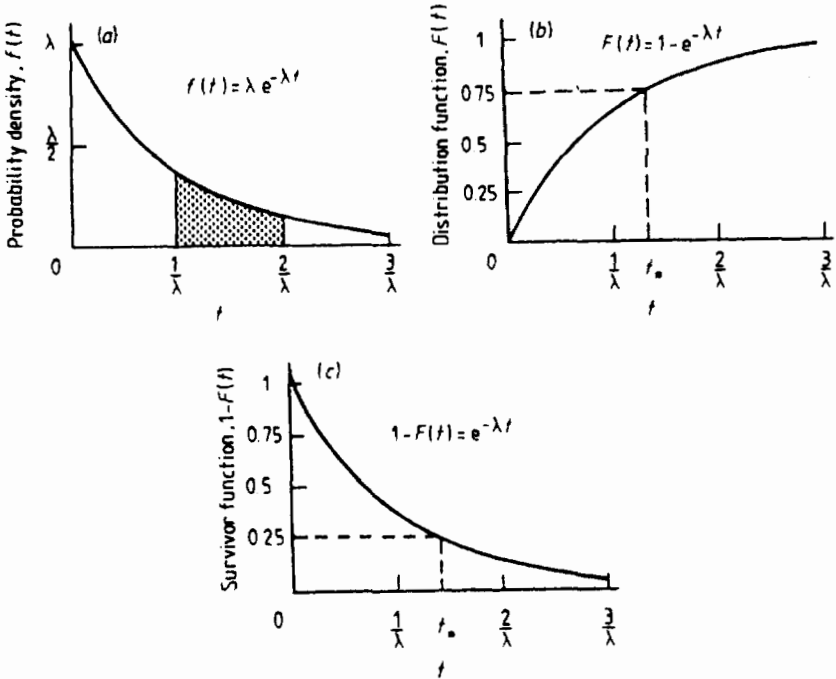 Probability density, f(t)
(a)
f(t) = λ e^{-λt}
λ
λ/2
0
1/λ
2/λ
3/λ
t
Distribution function, F(t)
(b)
F(t) = 1 - e^{-λt}
1
0.75
0.5
0.25
0
1/λ
t*
2/λ
3/λ
t
Survivor function, 1-F(t)
(c)
1 - F(t) = e^{-λt}
1
0.75
0.5
0.25
0
1/λ
t*
2/λ
3/λ
t